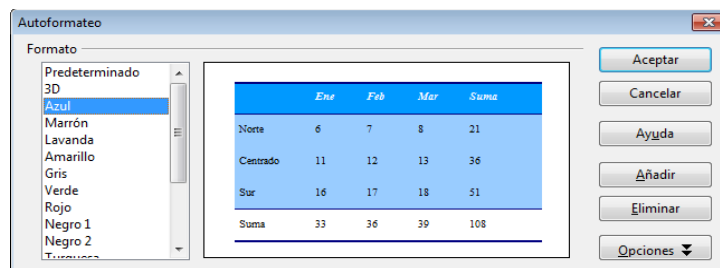 Autoformateo
Formato
Predeterminado
3D
Azul
Marrón
Lavanda
Amarillo
Gris
Verde
Rojo
Negro 1
Negro 2
Turquesa
Ene Feb Mar Suma
Norte 6 7 8 21
Centrado 11 12 13 36
Sur 16 17 18 51
Suma 33 36 39 108
Aceptar
Cancelar
Ayuda
Añadir
Eliminar
Opciones